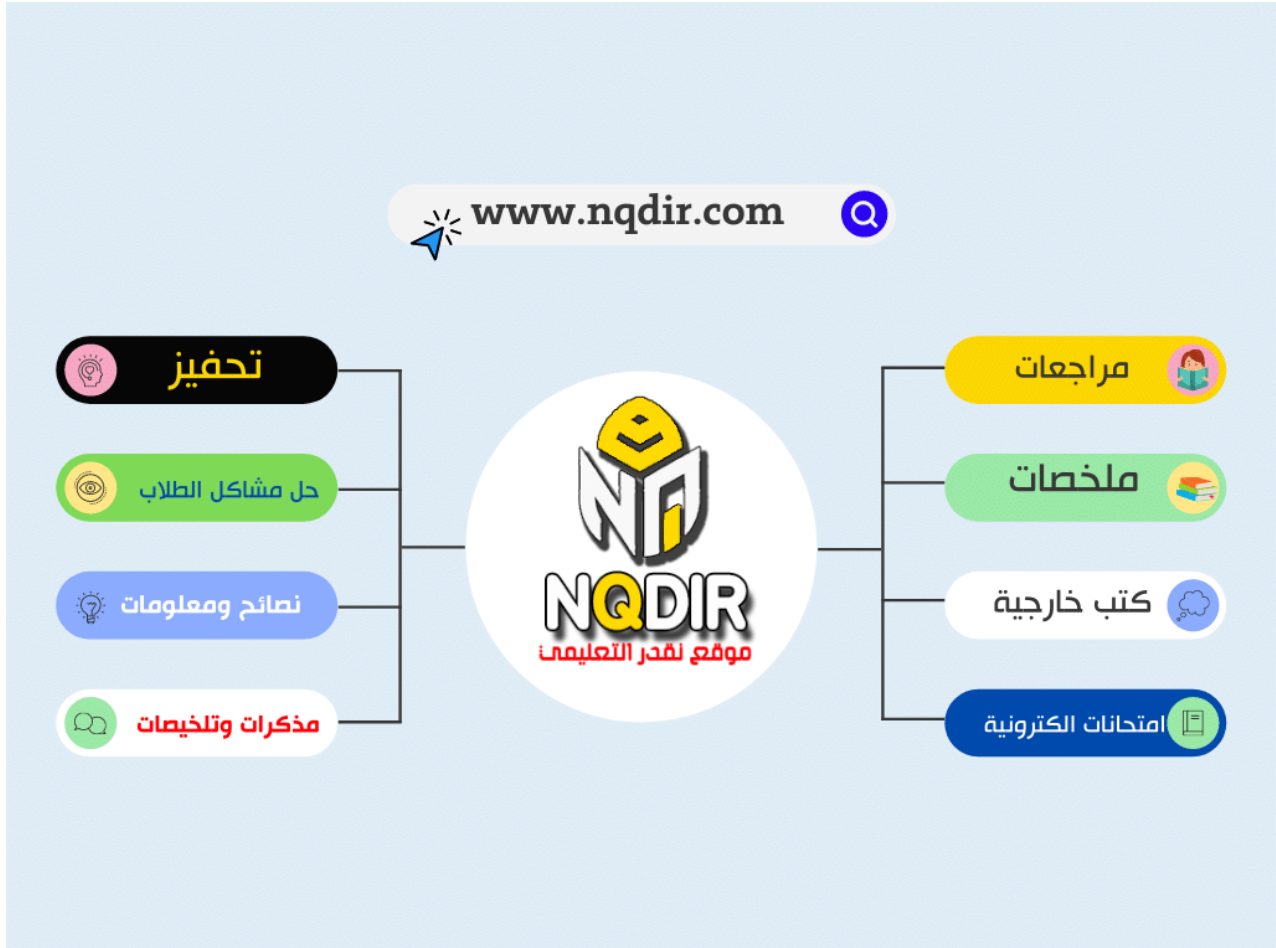 www.nqdir.com
مراجعات
ملخصات
كتب خارجية
امتحانات الكترونية
NQDIR
موقع نقدر التعليمي
تحفيز
حل مشاكل الطلاب
نصائح ومعلومات
مذكرات وتلخيصات